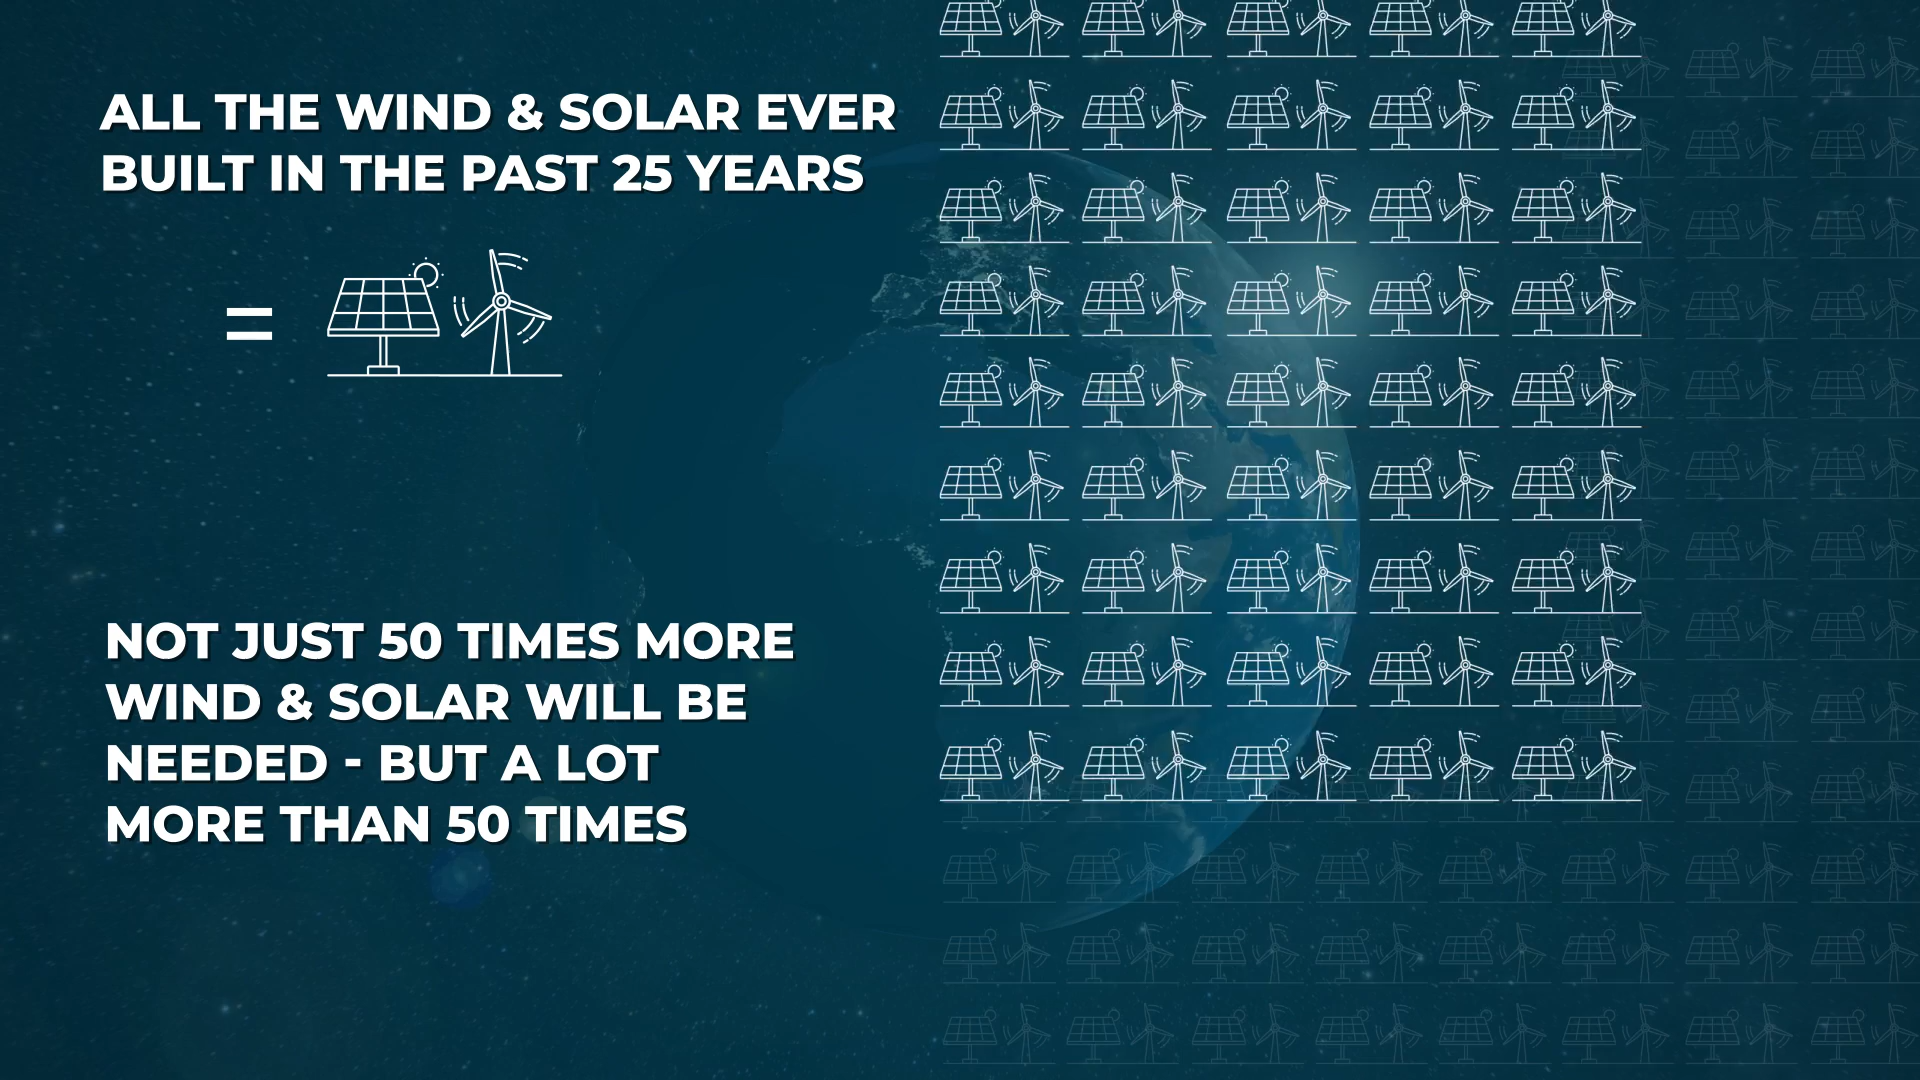 ALL THE WIND & SOLAR EVER
BUILT IN THE PAST 25 YEARS
=
NOT JUST 50 TIMES MORE
WIND & SOLAR WILL BE
NEEDED - BUT A LOT
MORE THAN 50 TIMES